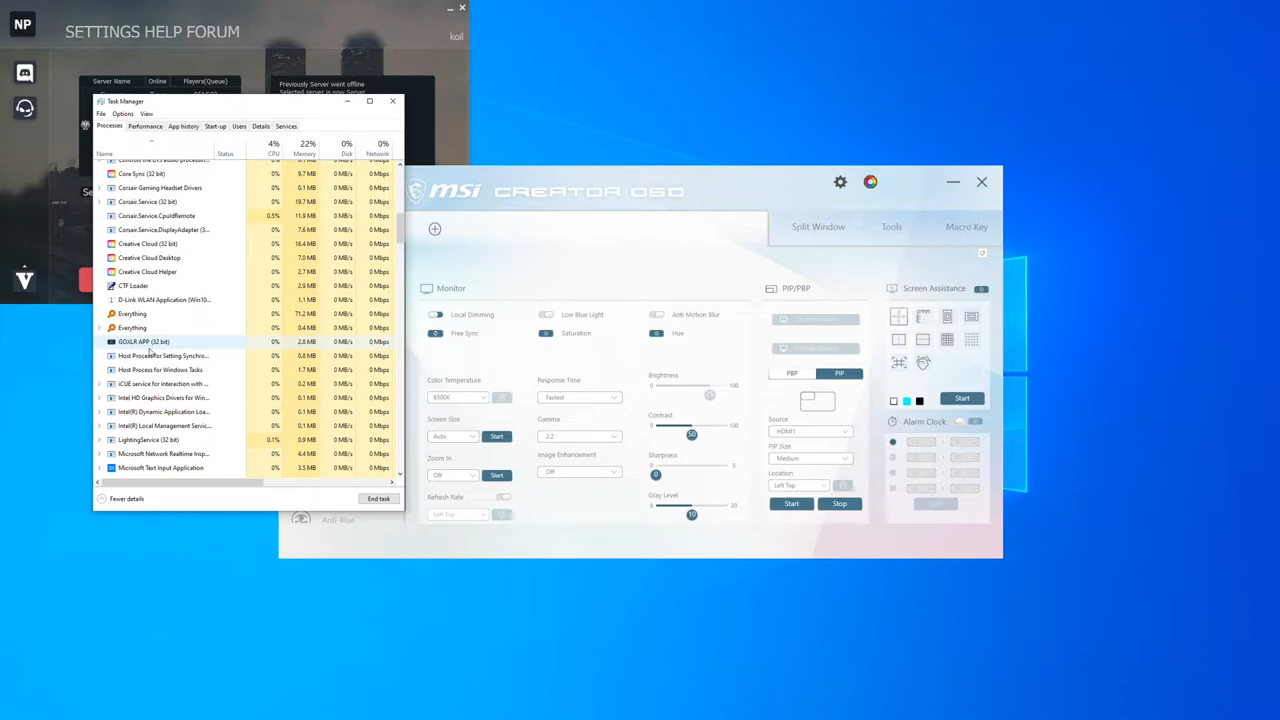 NP
SETTINGS HELP FORUM
koil
Server Name Online Players(Queue)
Previously Server went offline
Selected server is now Server
Task Manager
File Options View
Processes Performance App history Start-up Users Details Services
4% 22% 0% 0%
Name Status CPU Memory Disk Network
Core Sync (32 bit) 0% 9.7 MB 0 MB/s 0 Mbps
Corsair Gaming Headset Drivers 0% 0.1 MB 0 MB/s 0 Mbps
Corsair.Service (32 bit) 0% 19.7 MB 0 MB/s 0 Mbps
Corsair.Service.CpuIdRemote 0.5% 11.9 MB 0 MB/s 0 Mbps
Corsair.Service.DisplayAdapter (3... 0% 7.6 MB 0 MB/s 0 Mbps
Creative Cloud (32 bit) 0% 16.4 MB 0 MB/s 0 Mbps
Creative Cloud Desktop 0% 7.0 MB 0 MB/s 0 Mbps
Creative Cloud Helper 0% 2.9 MB 0 MB/s 0 Mbps
CTF Loader 0% 2.9 MB 0 MB/s 0 Mbps
D-Link WLAN Application (Win10... 0% 1.1 MB 0 MB/s 0 Mbps
Everything 0% 71.2 MB 0 MB/s 0 Mbps
Everything 0% 0.4 MB 0 MB/s 0 Mbps
GOXLR APP (32 bit) 0% 2.8 MB 0 MB/s 0 Mbps
Host Process for Setting Synchro... 0% 0.8 MB 0 MB/s 0 Mbps
Host Process for Windows Tasks 0% 1.7 MB 0 MB/s 0 Mbps
iCUE service for interaction with ... 0% 0.2 MB 0 MB/s 0 Mbps
Intel HD Graphics Drivers for Win... 0% 0.1 MB 0 MB/s 0 Mbps
Intel(R) Dynamic Application Loa... 0% 0.1 MB 0 MB/s 0 Mbps
Intel(R) Local Management Servic... 0% 0.1 MB 0 MB/s 0 Mbps
LightingService (32 bit) 0.1% 0.9 MB 0 MB/s 0 Mbps
Microsoft Network Realtime Insp... 0% 4.4 MB 0 MB/s 0 Mbps
Microsoft Text Input Application 0% 3.5 MB 0 MB/s 0 Mbps
Fewer details
End task
msi CREATOR OSD
Split Window Tools Macro Key
Monitor
Local Dimming Low Blue Light Anti Motion Blur
Free Sync Saturation Hue
Color Temperature
6500K
Response Time
Fastest
Brightness
0 100
Screen Size
Auto Start
Gamma
2.2
Contrast
0 100
50
Zoom In
Off Start
Image Enhancement
Off
Sharpness
0 5
0
Refresh Rate
Left Top
Gray Level
0 20
10
Anti-Blue
PIP/PBP
PBP PIP
Source
HDMI1
PIP Size
Medium
Location
Left Top
Start Stop
Screen Assistance
Start
Alarm Clock